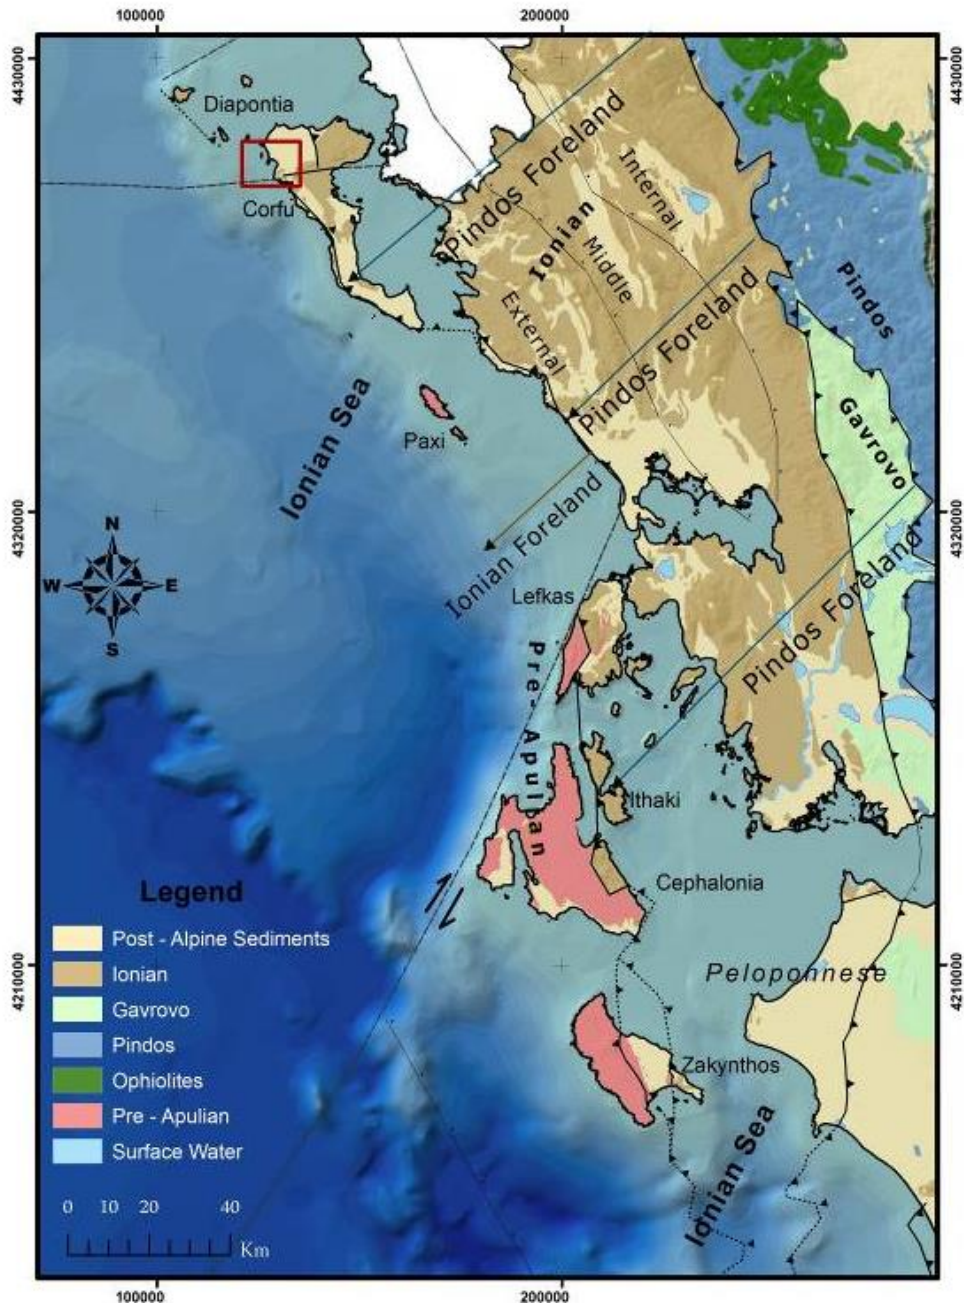 100000
200000
4430000
4430000
Diapontia
Corfu
Pindos Foreland
Internal
Ionian
Middle
External
Pindos
Pindos Foreland
Gavrovo
Ionian Sea
Paxi
4320000
4320000
N
W E
S
Ionian Foreland
Lefkas
Pindos Foreland
Pre - Apulian
Ithaki
Cephalonia
Legend
Post - Alpine Sediments
Ionian
Gavrovo
Pindos
Ophiolites
Pre - Apulian
Surface Water
4210000
4210000
Peloponnese
Zakynthos
Ionian Sea
0 10 20 40
Km
100000
200000